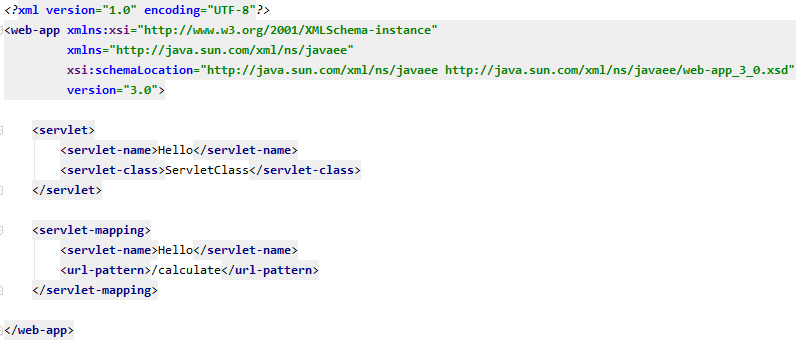 <?xml version="1.0" encoding="UTF-8"?>
<web-app xmlns:xsi="http://www.w3.org/2001/XMLSchema-instance"
xmlns="http://java.sun.com/xml/ns/javaee"
xsi:schemaLocation="http://java.sun.com/xml/ns/javaee http://java.sun.com/xml/ns/javaee/web-app_3_0.xsd"
version="3.0">
<servlet>
<servlet-name>Hello</servlet-name>
<servlet-class>ServletClass</servlet-class>
</servlet>
<servlet-mapping>
<servlet-name>Hello</servlet-name>
<url-pattern>/calculate</url-pattern>
</servlet-mapping>
</web-app>